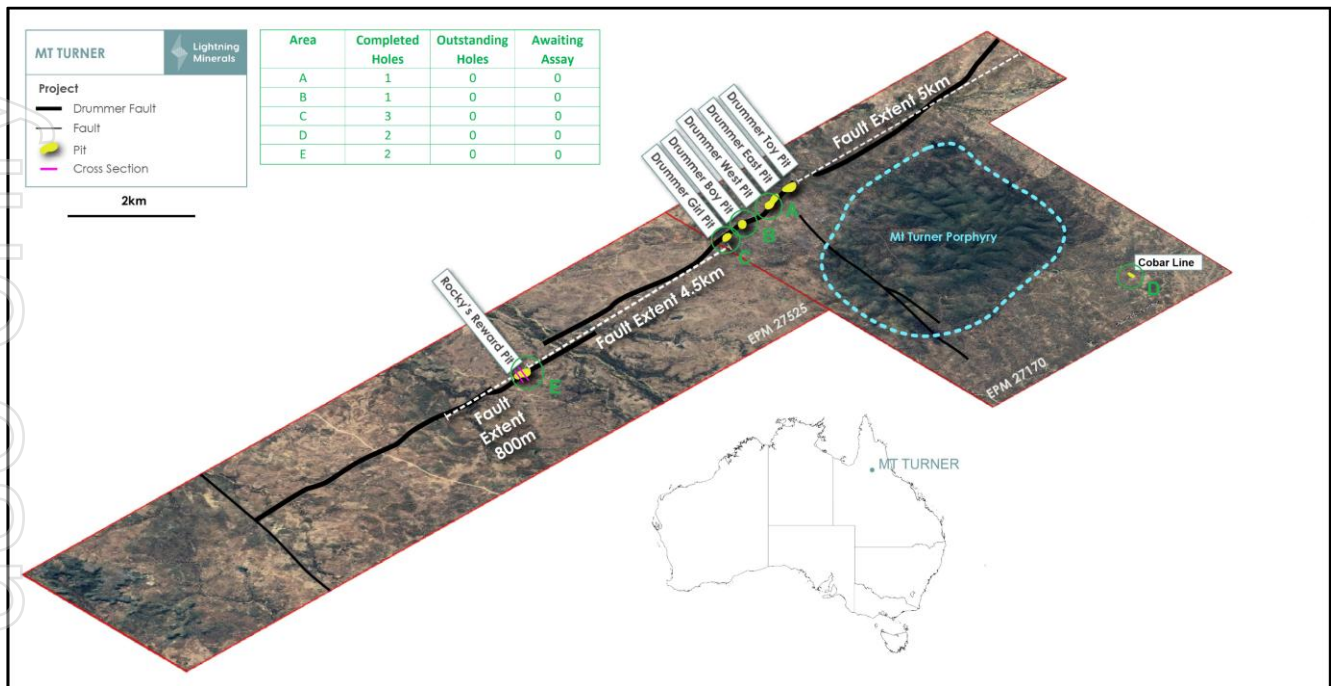 MT TURNER
Lightning
Minerals
Project
Drummer Fault
Fault
Pit
Cross Section
2km
Area Completed Holes Outstanding Holes Awaiting Assay
A 1 0 0
B 1 0 0
C 3 0 0
D 2 0 0
E 2 0 0
Drummer Toy Pit
Drummer East Pit
Drummer West Pit
Drummer Boy Pit
Drummer Girl Pit
Fault Extent 5km
A
B
C
Mt Turner Porphyry
Cobar Line
D
Fault Extent 4.5km
EPM 27525
EPM 27170
Rocky's Reward Pit
E
Fault
Extent
800m
MT TURNER